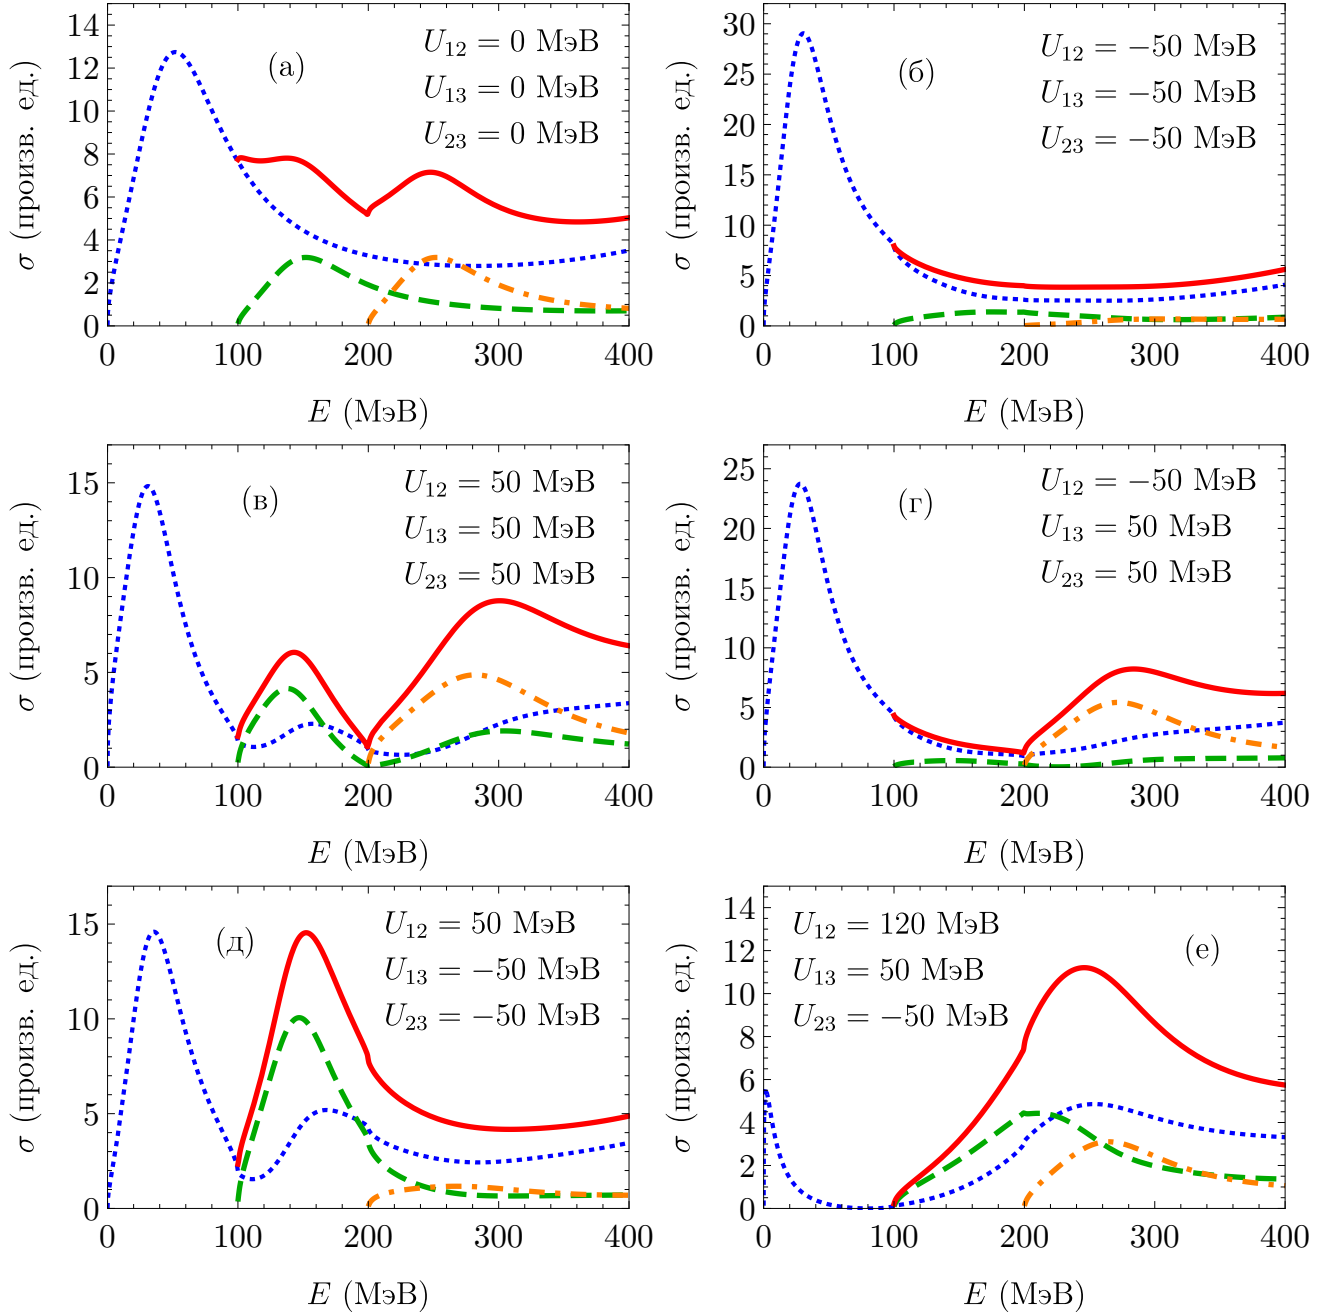 σ (произв. ед.)
14
12
10
8
6
4
2
0
(а)
U12 = 0 МэВ
U13 = 0 МэВ
U23 = 0 МэВ
0 100 200 300 400
E (МэВ)
σ (произв. ед.)
30
25
20
15
10
5
0
(б)
U12 = −50 МэВ
U13 = −50 МэВ
U23 = −50 МэВ
0 100 200 300 400
E (МэВ)
σ (произв. ед.)
15
10
5
0
(в)
U12 = 50 МэВ
U13 = 50 МэВ
U23 = 50 МэВ
0 100 200 300 400
E (МэВ)
σ (произв. ед.)
25
20
15
10
5
0
(г)
U12 = −50 МэВ
U13 = 50 МэВ
U23 = 50 МэВ
0 100 200 300 400
E (МэВ)
σ (произв. ед.)
15
10
5
0
(д)
U12 = 50 МэВ
U13 = −50 МэВ
U23 = −50 МэВ
0 100 200 300 400
E (МэВ)
σ (произв. ед.)
14
12
10
8
6
4
2
0
U12 = 120 МэВ
U13 = 50 МэВ
U23 = −50 МэВ
(е)
0 100 200 300 400
E (МэВ)